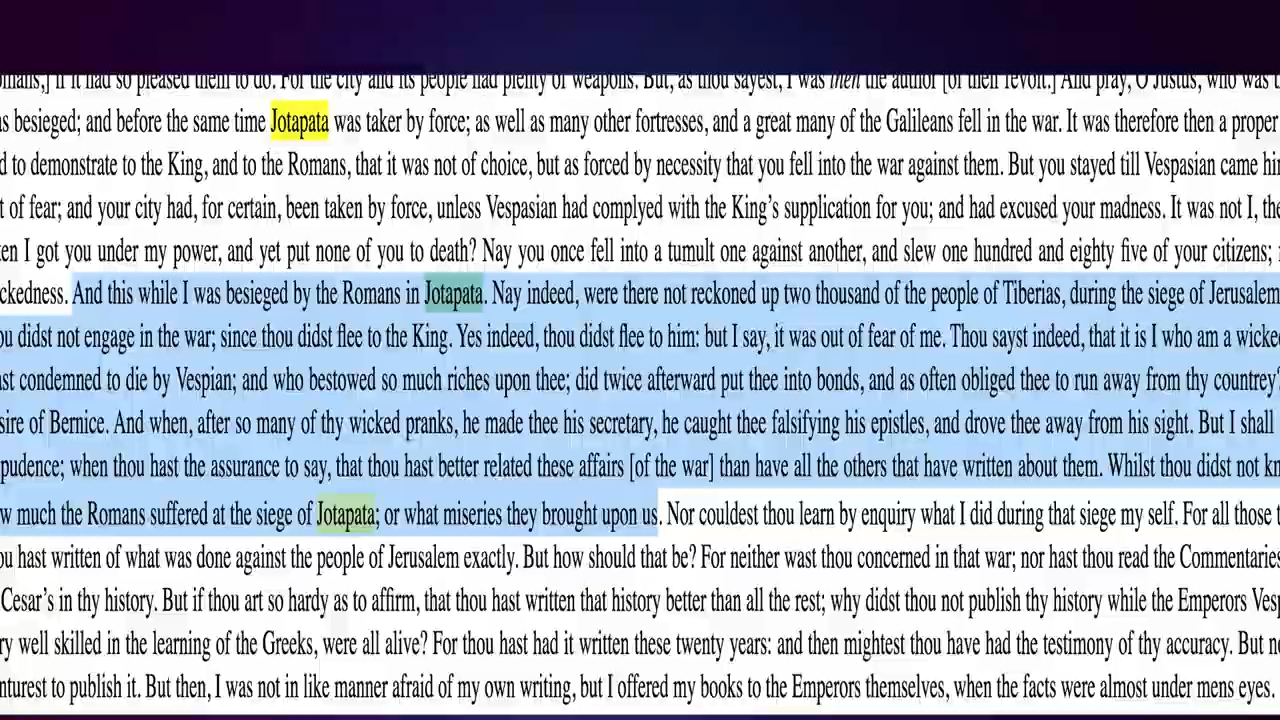 omans,] if it had so pleased them to do. For the city and its people had plenty of weapons. But, as thou sayest, I was then the author [of their revolt.] And pray, O Justus, who was t
s besieged; and before the same time Jotapata was taker by force; as well as many other fortresses, and a great many of the Galileans fell in the war. It was therefore then a proper
d to demonstrate to the King, and to the Romans, that it was not of choice, but as forced by necessity that you fell into the war against them. But you stayed till Vespasian came hi
t of fear; and your city had, for certain, been taken by force, unless Vespasian had complyed with the King's supplication for you; and had excused your madness. It was not I, the
en I got you under my power, and yet put none of you to death? Nay you once fell into a tumult one against another, and slew one hundred and eighty five of your citizens;
ckedness. And this while I was besieged by the Romans in Jotapata. Nay indeed, were there not reckoned up two thousand of the people of Tiberias, during the siege of Jerusalem
ou didst not engage in the war; since thou didst flee to the King. Yes indeed, thou didst flee to him: but I say, it was out of fear of me. Thou sayst indeed, that it is I who am a wicke
ast condemned to die by Vespian; and who bestowed so much riches upon thee; did twice afterward put thee into bonds, and as often obliged thee to run away from thy countrey?
sire of Bernice. And when, after so many of thy wicked pranks, he made thee his secretary, he caught thee falsifying his epistles, and drove thee away from his sight. But I shall
pudence; when thou hast the assurance to say, that thou hast better related these affairs [of the war] than have all the others that have written about them. Whilst thou didst not kn
w much the Romans suffered at the siege of Jotapata; or what miseries they brought upon us. Nor couldest thou learn by enquiry what I did during that siege my self. For all those t
ou hast written of what was done against the people of Jerusalem exactly. But how should that be? For neither wast thou concerned in that war; nor hast thou read the Commentaries
Cesar's in thy history. But if thou art so hardy as to affirm, that thou hast written that history better than all the rest; why didst thou not publish thy history while the Emperors Vesp
ry well skilled in the learning of the Greeks, were all alive? For thou hast had it written these twenty years: and then mightest thou have had the testimony of thy accuracy. But no
nturest to publish it. But then, I was not in like manner afraid of my own writing, but I offered my books to the Emperors themselves, when the facts were almost under mens eyes.